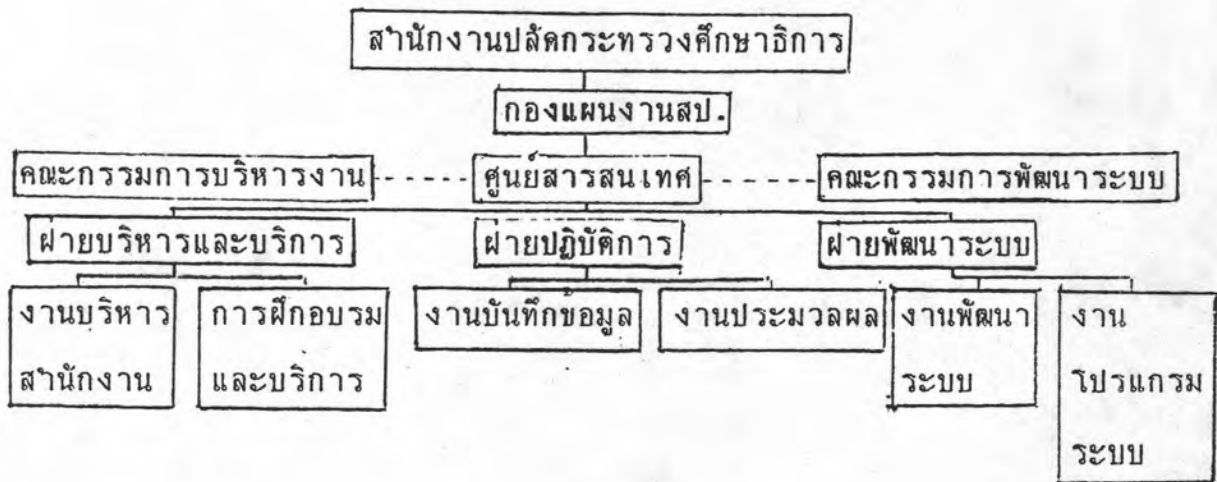 สำนักงานปลัดกระทรวงศึกษาธิการ
กองแผนงานสป.
คณะกรรมการบริหารงาน ศูนย์สารสนเทศ คณะกรรมการพัฒนาระบบ
ฝ่ายบริหารและบริการ ฝ่ายปฏิบัติการ ฝ่ายพัฒนาระบบ
งานบริหาร
สำนักงาน
การฝึกอบรม
และบริการ
งานบันทึกข้อมูล
งานประมวลผล
งานพัฒนา
ระบบ
งาน
โปรแกรม
ระบบ